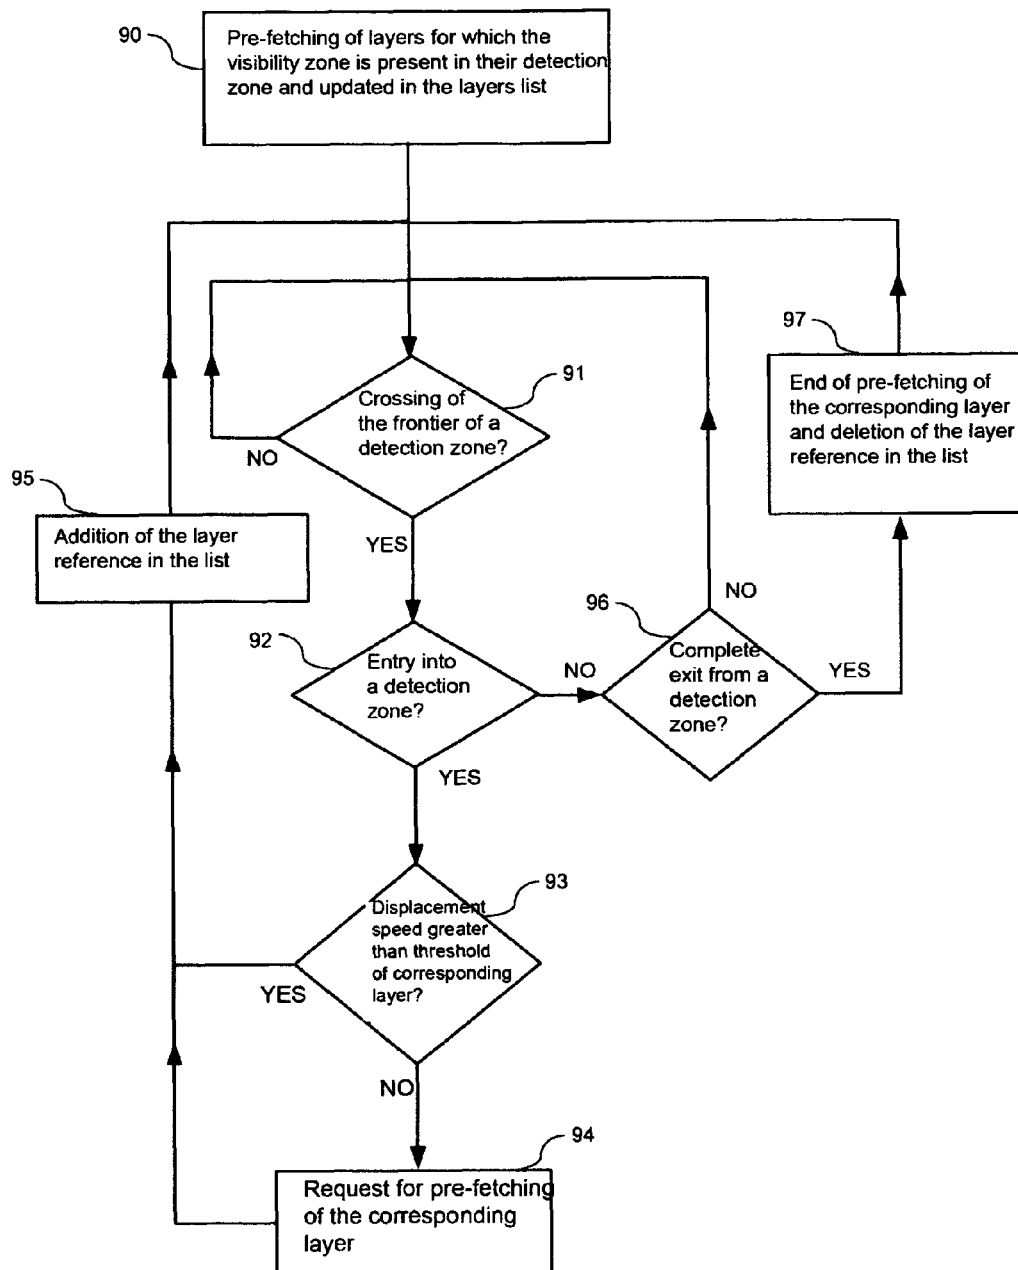 90
Pre-fetching of layers for which the
visibility zone is present in their detection
zone and updated in the layers list
97
91
Crossing of
the frontier of a
detection zone?
NO
End of pre-fetching of
the corresponding layer
and deletion of the layer
reference in the list
95
Addition of the layer
reference in the list
YES
92
Entry into
a detection
zone?
NO
96
NO
Complete
exit from a
detection
zone?
YES
YES
93
Displacement
speed greater
than threshold
of corresponding
layer?
YES
NO
94
Request for pre-fetching
of the corresponding
layer